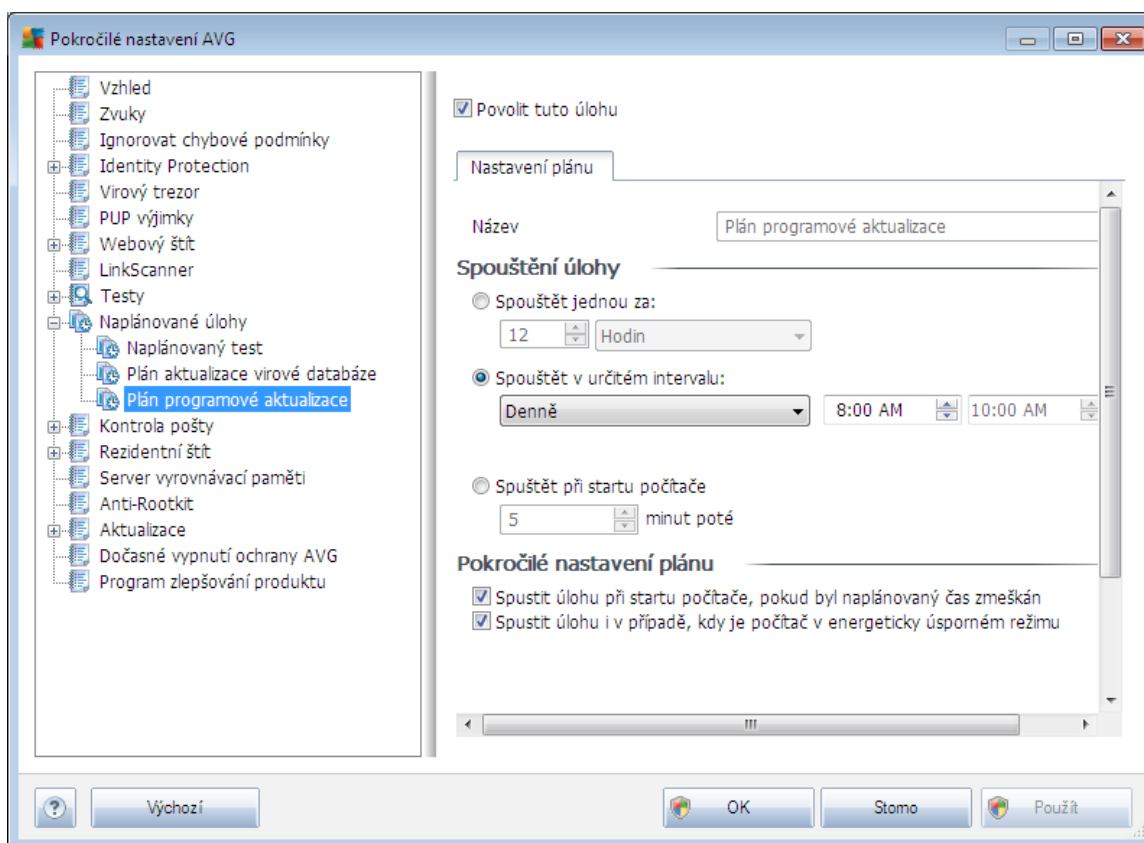 Pokročilé nastavení AVG
Vzhled
Zvuky
Ignorovat chybové podmínky
Identity Protection
Virový trezor
PUP výjimky
Webový štít
LinkScanner
Testy
Naplánované úlohy
Naplánovaný test
Plán aktualizace virové databáze
Plán programové aktualizace
Kontrola pošty
Rezidentní štít
Server vyrovnávací paměti
Anti-Rootkit
Aktualizace
Dočasné vypnutí ochrany AVG
Program zlepšování produktu
Povolit tuto úlohu
Nastavení plánu
Název Plán programové aktualizace
Spouštění úlohy
Spouštět jednou za:
12 Hodin
Spouštět v určitém intervalu:
Denně 8:00 AM 10:00 AM
Spuštět při startu počítače
5 minut poté
Pokročilé nastavení plánu
Spustit úlohu při startu počítače, pokud byl naplánovaný čas zmeškán
Spustit úlohu i v případě, kdy je počítač v energeticky úsporném režimu
? Výchozí OK Stomo Použít